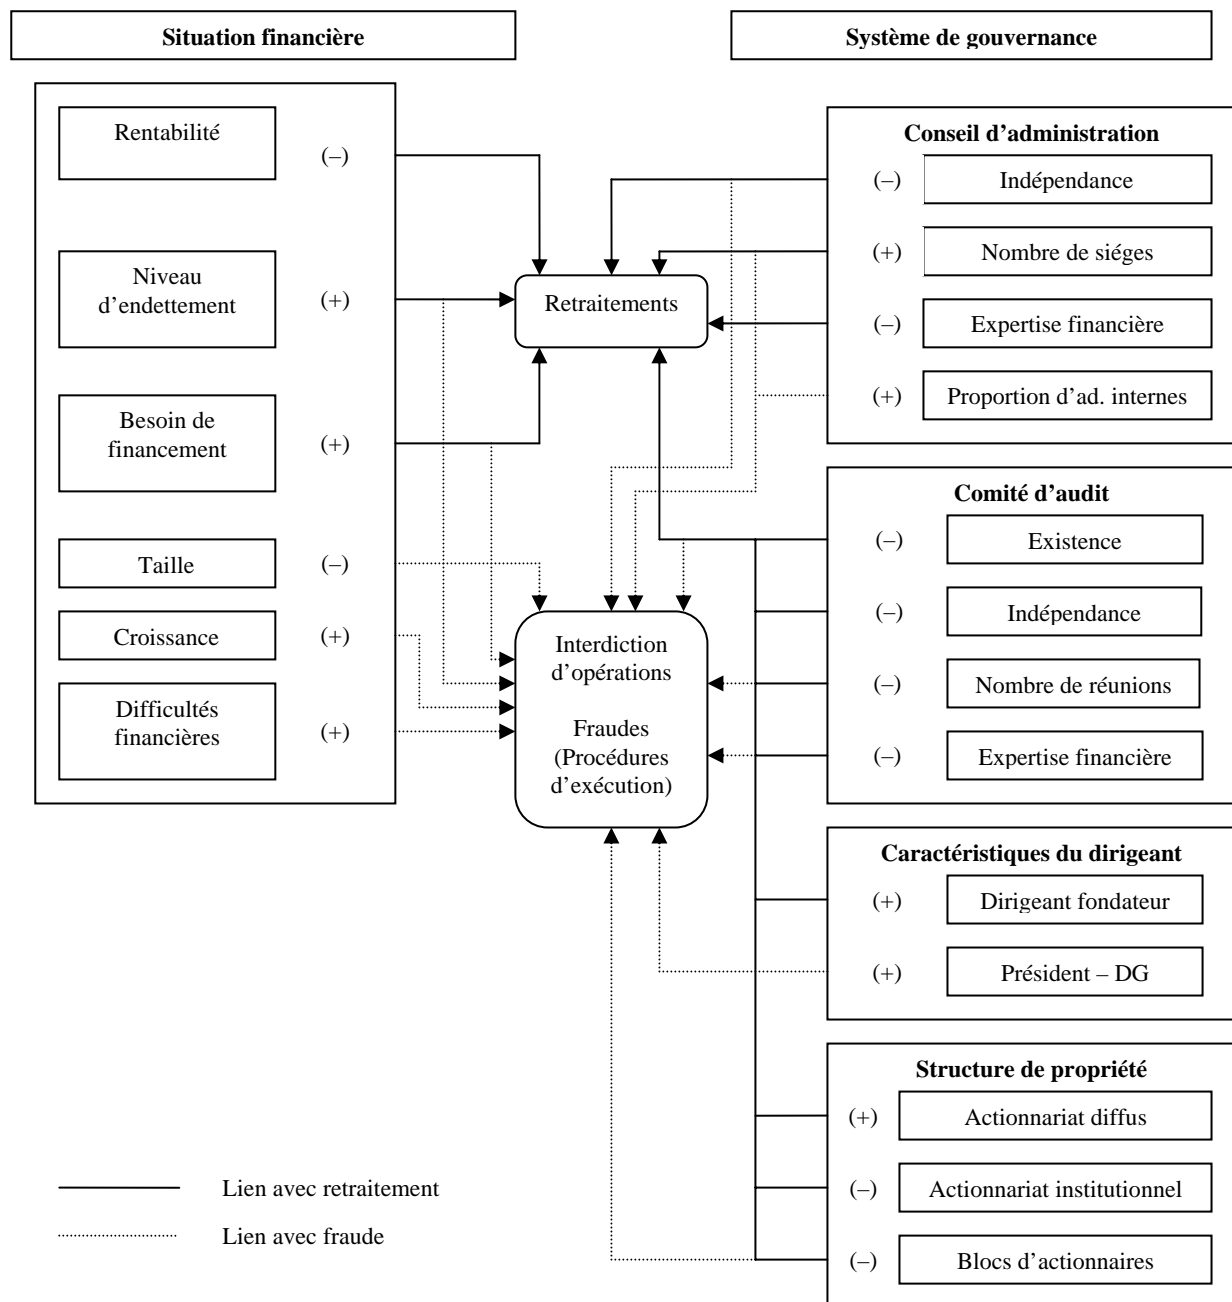 Situation financière
Système de gouvernance
Rentabilité
(–)
Niveau
d’endettement
(+)
Besoin de
financement
(+)
Taille
(–)
Croissance
(+)
Difficultés
financières
(+)
Retraitements
Interdiction
d’opérations
Fraudes
(Procédures
d’exécution)
Conseil d’administration
(–) Indépendance
(+) Nombre de siéges
(–) Expertise financière
(+) Proportion d’ad. internes
Comité d’audit
(–) Existence
(–) Indépendance
(–) Nombre de réunions
(–) Expertise financière
Caractéristiques du dirigeant
(+) Dirigeant fondateur
(+) Président – DG
Structure de propriété
(+) Actionnariat diffus
(–) Actionnariat institutionnel
(–) Blocs d’actionnaires
Lien avec retraitement
Lien avec fraude